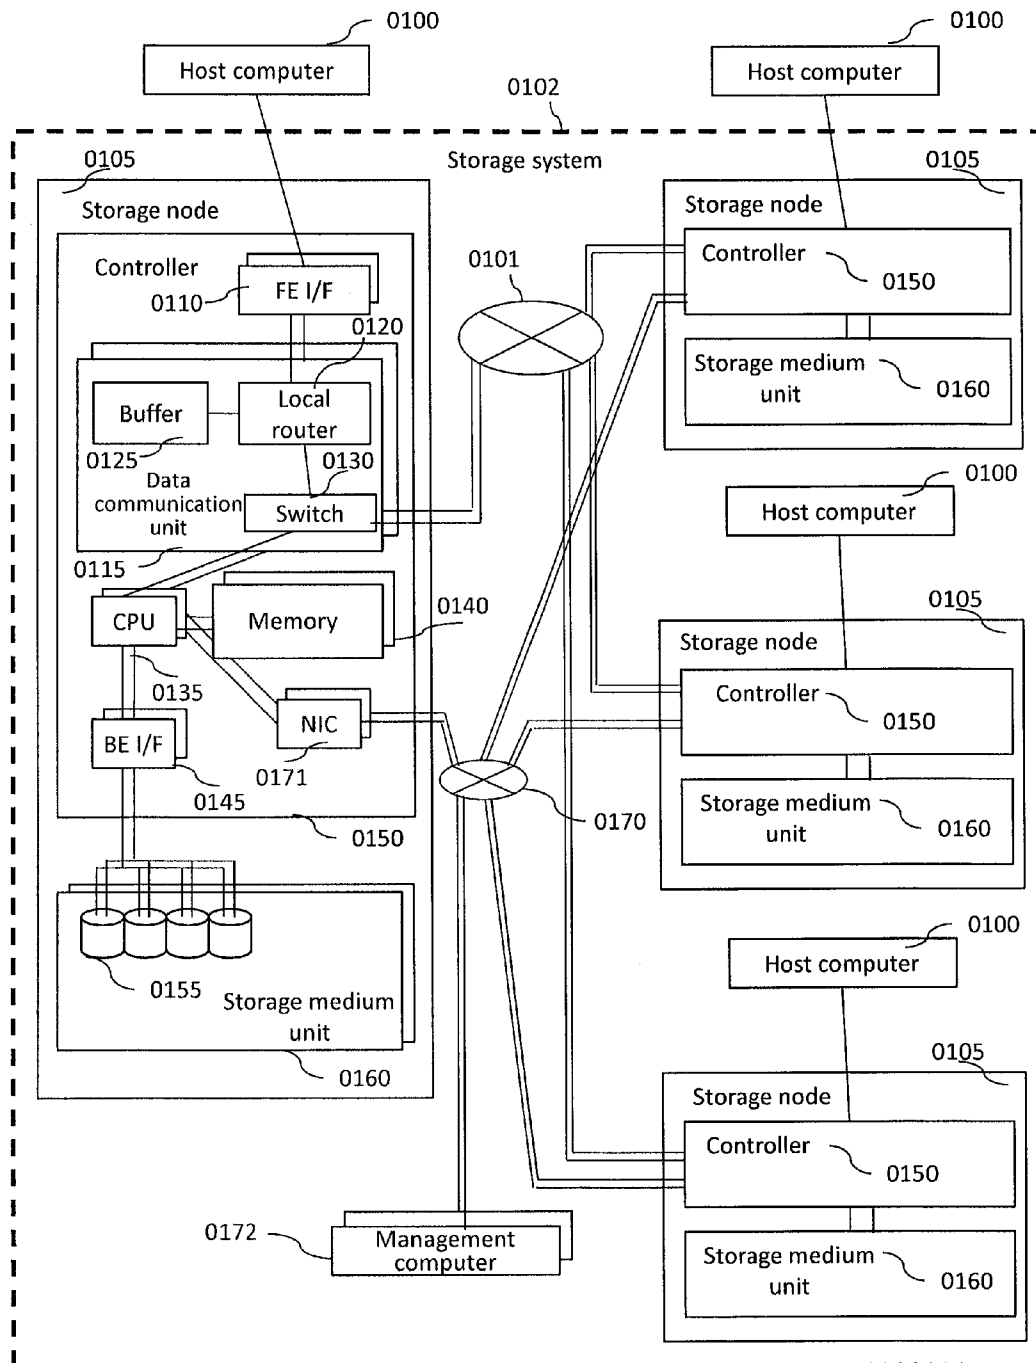 0100
Host computer
0100
Host computer
0102
Storage system
0105
Storage node
Controller
0110
FE I/F
0120
Local
router
Buffer
0125
0130
Data
communication
unit
Switch
0115
CPU
Memory
0140
0135
NIC
0171
BE I/F
0145
0150
0155
Storage medium
unit
0160
0101
0170
0172
Management
computer
0105
Storage node
Controller
0150
Storage medium
unit
0160
0100
Host computer
0105
Storage node
Controller
0150
Storage medium
unit
0160
0100
Host computer
0105
Storage node
Controller
0150
Storage medium
unit
0160